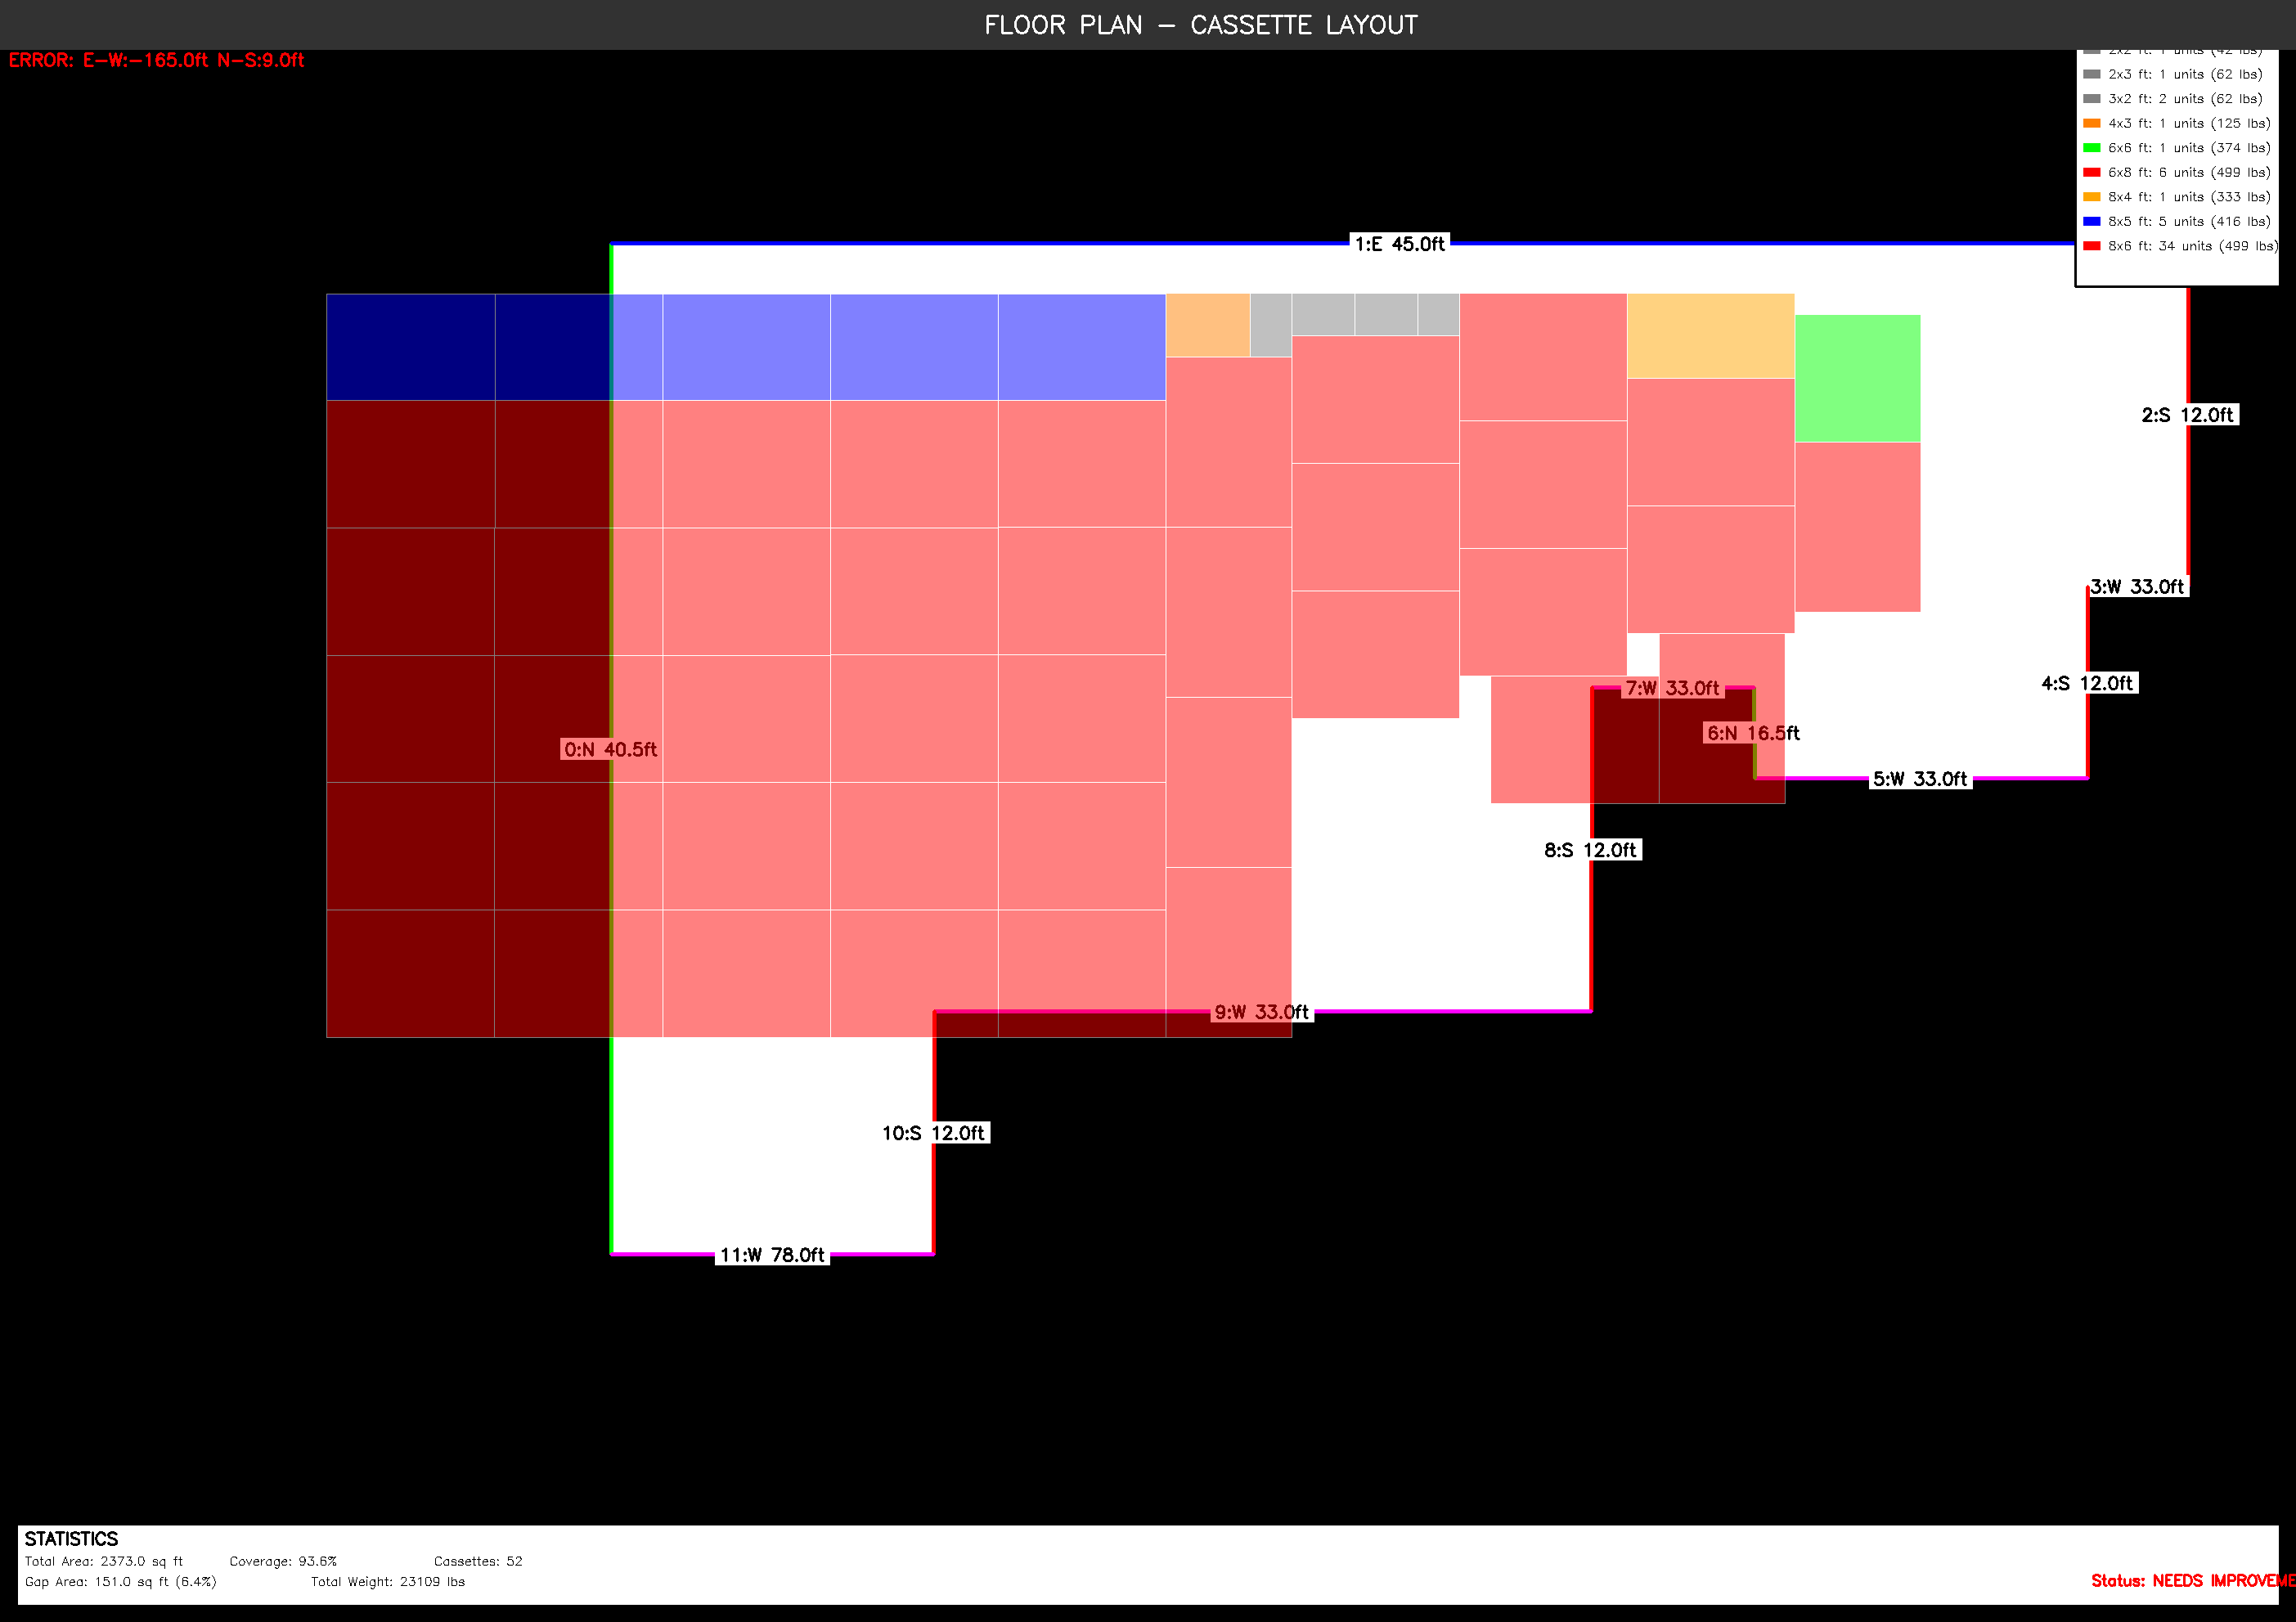 FLOOR PLAN - CASSETTE LAYOUT
ERROR: E-W:-165.0ft N-S:9.0ft
2x2 ft: 1 units (42 lbs)
2x3 ft: 1 units (62 lbs)
3x2 ft: 2 units (62 lbs)
4x3 ft: 1 units (125 lbs)
6x6 ft: 1 units (374 lbs)
6x8 ft: 6 units (499 lbs)
8x4 ft: 1 units (333 lbs)
8x5 ft: 5 units (416 lbs)
8x6 ft: 34 units (499 lbs)
1:E 45.0ft
2:S 12.0ft
3:W 33.0ft
4:S 12.0ft
7:W 33.0ft
6:N 16.5ft
0:N 40.5ft
5:W 33.0ft
8:S 12.0ft
9:W 33.0ft
10:S 12.0ft
11:W 78.0ft
STATISTICS
Total Area: 2373.0 sq ft Coverage: 93.6% Cassettes: 52
Gap Area: 151.0 sq ft (6.4%) Total Weight: 23109 lbs
Status: NEEDS IMPROVEME